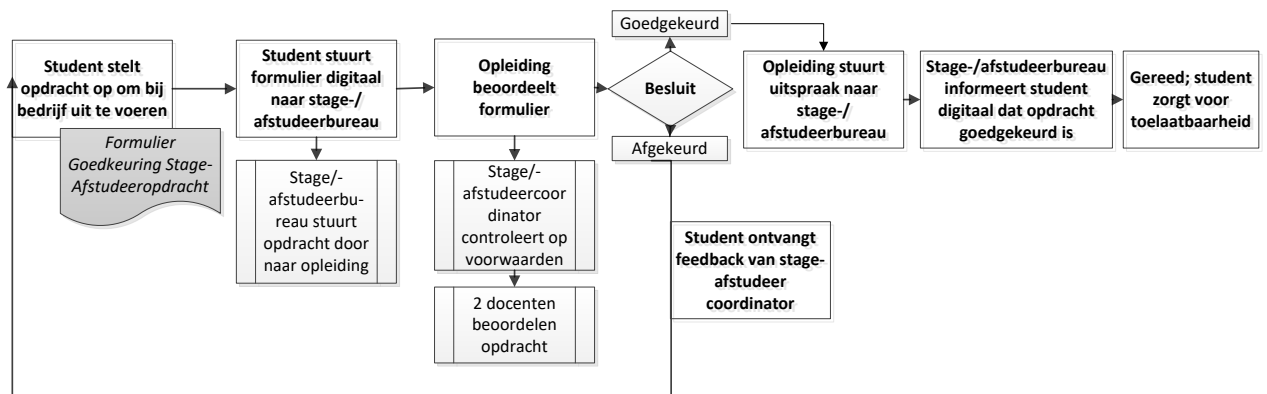 Student stelt
opdracht op om bij
bedrijf uit te voeren
Formulier
Goedkeuring Stage-
Afstudeeropdracht
Student stuurt
formulier digitaal
naar stage-/
afstudeerbureau
Stage/-
afstudeerbu-
reau stuurt
opdracht door
naar opleiding
Opleiding
beoordeelt
formulier
Stage/-
afstudeercoor
dinator
controleert op
voorwaarden
2 docenten
beoordelen
opdracht
Goedgekeurd
Besluit
Afgekeurd
Student ontvangt
feedback van stage-
afstudeer
coordinator
Opleiding stuurt
uitspraak naar
stage-/
afstudeerbureau
Stage-/afstudeerbureau
informeert student
digitaal dat opdracht
goedgekeurd is
Gereed; student
zorgt voor
toelaatbaarheid